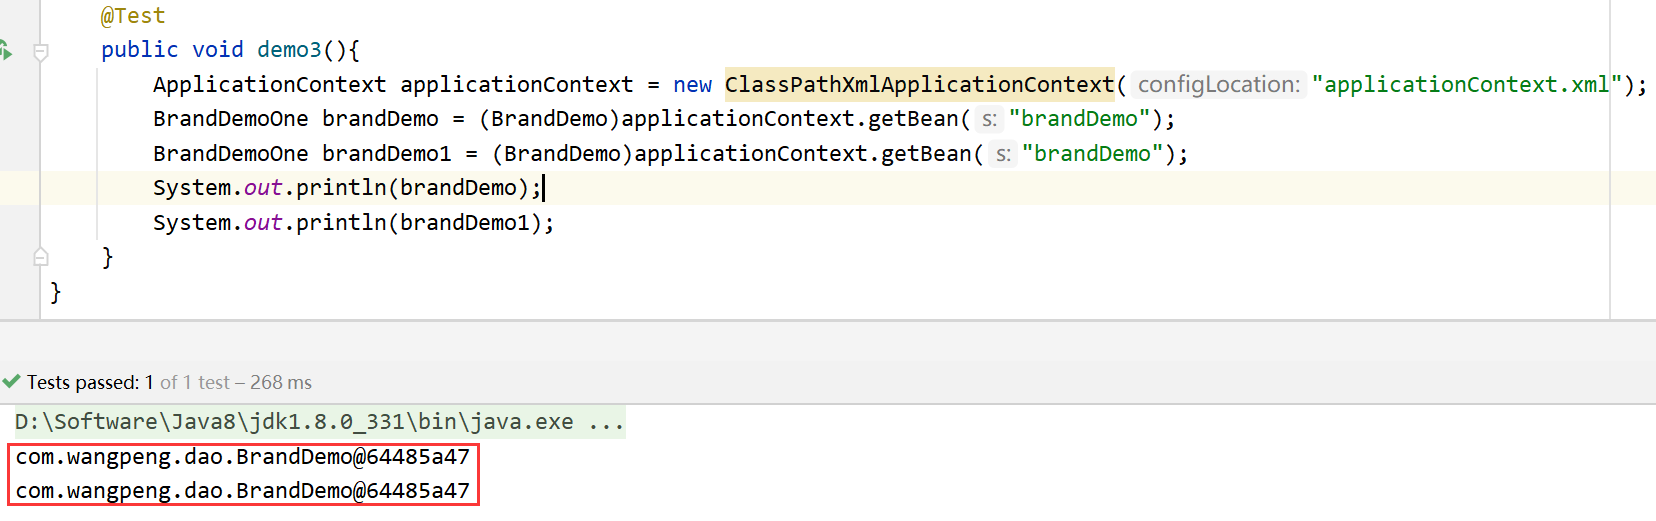 @Test
public void demo3(){
ApplicationContext applicationContext = new ClassPathXmlApplicationContext( configLocation: "applicationContext.xml");
BrandDemoOne brandDemo = (BrandDemo)applicationContext.getBean( s: "brandDemo");
BrandDemoOne brandDemo1 = (BrandDemo)applicationContext.getBean( s: "brandDemo");
System.out.println(brandDemo);
System.out.println(brandDemo1);
}
}
Tests passed: 1 of 1 test – 268 ms
D:\Software\Java8\jdk1.8.0_331\bin\java.exe ...
com.wangpeng.dao.BrandDemo@64485a47
com.wangpeng.dao.BrandDemo@64485a47